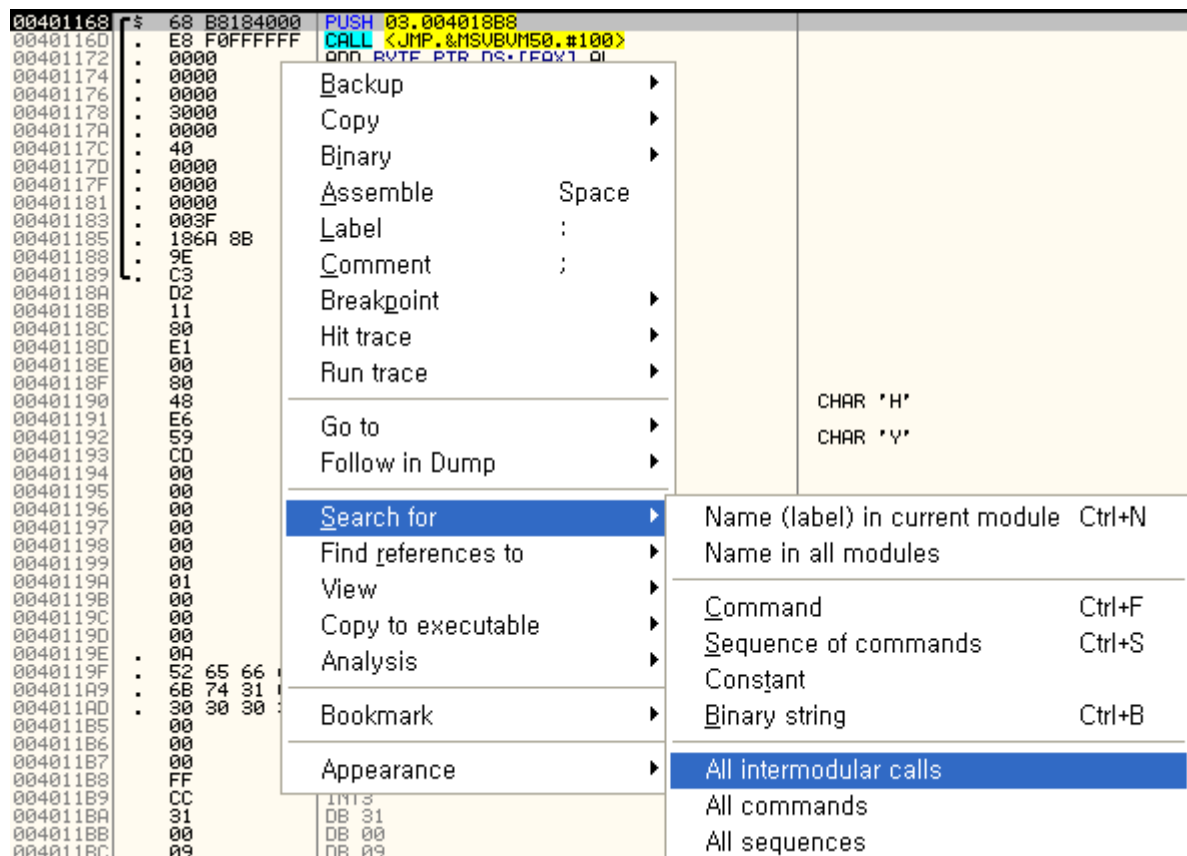 00401168 $ 68 B8184000 PUSH 03.004018B8
0040116D . E8 F0FFFFFF CALL <JMP.&MSVBVM50.#100>
00401172 . 0000 ADD BYTE PTR DS:[EAX],AL
00401174 . 0000
00401176 . 0000
00401178 . 3000
0040117A . 0000
0040117C . 40
0040117D . 0000
0040117F . 0000
00401181 . 0000
00401183 . 003F
00401185 . 186A 8B
00401188 . 9E
00401189 . C3
0040118A D2
0040118B 11
0040118C 80
0040118D E1
0040118E 00
0040118F 80
00401190 48 CHAR 'H'
00401191 E6
00401192 59 CHAR 'Y'
00401193 CD
00401194 00
00401195 00
00401196 00
00401197 00
00401198 00
00401199 00
0040119A 01
0040119B 00
0040119C 00
0040119D 00
0040119E . 0A
0040119F . 52 65 66
004011A9 . 6B 74 31
004011AD . 30 30 30
004011B5 00
004011B6 00
004011B7 00
004011B8 FF
004011B9 CC INT3
004011BA 31 DB 31
004011BB 00 DB 00
004011BC 09 DB 09
Backup
Copy
Binary
Assemble Space
Label :
Comment ;
Breakpoint
Hit trace
Run trace
Go to
Follow in Dump
Search for
Find references to
View
Copy to executable
Analysis
Bookmark
Appearance
Name (label) in current module Ctrl+N
Name in all modules
Command Ctrl+F
Sequence of commands Ctrl+S
Constant
Binary string Ctrl+B
All intermodular calls
All commands
All sequences